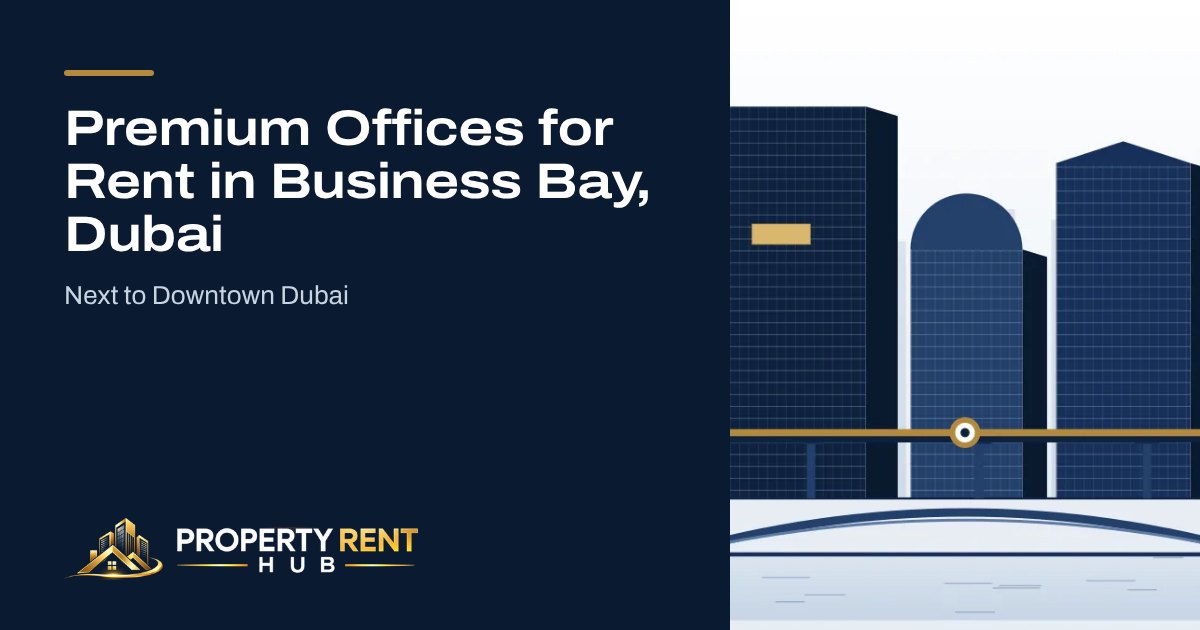 Premium Offices for
Rent in Business Bay,
Dubai
Next to Downtown Dubai
PROPERTY RENT
HUB